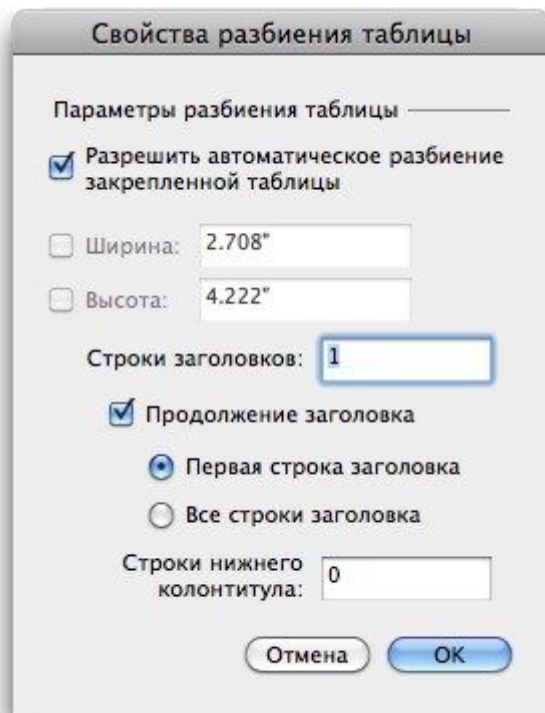 Свойства разбиения таблицы
Параметры разбиения таблицы
Разрешить автоматическое разбиение
закрепленной таблицы
Ширина: 2.708"
Высота: 4.222"
Строки заголовков: 1
Продолжение заголовка
Первая строка заголовка
Все строки заголовка
Строки нижнего
колонтитула: 0
Отмена OK